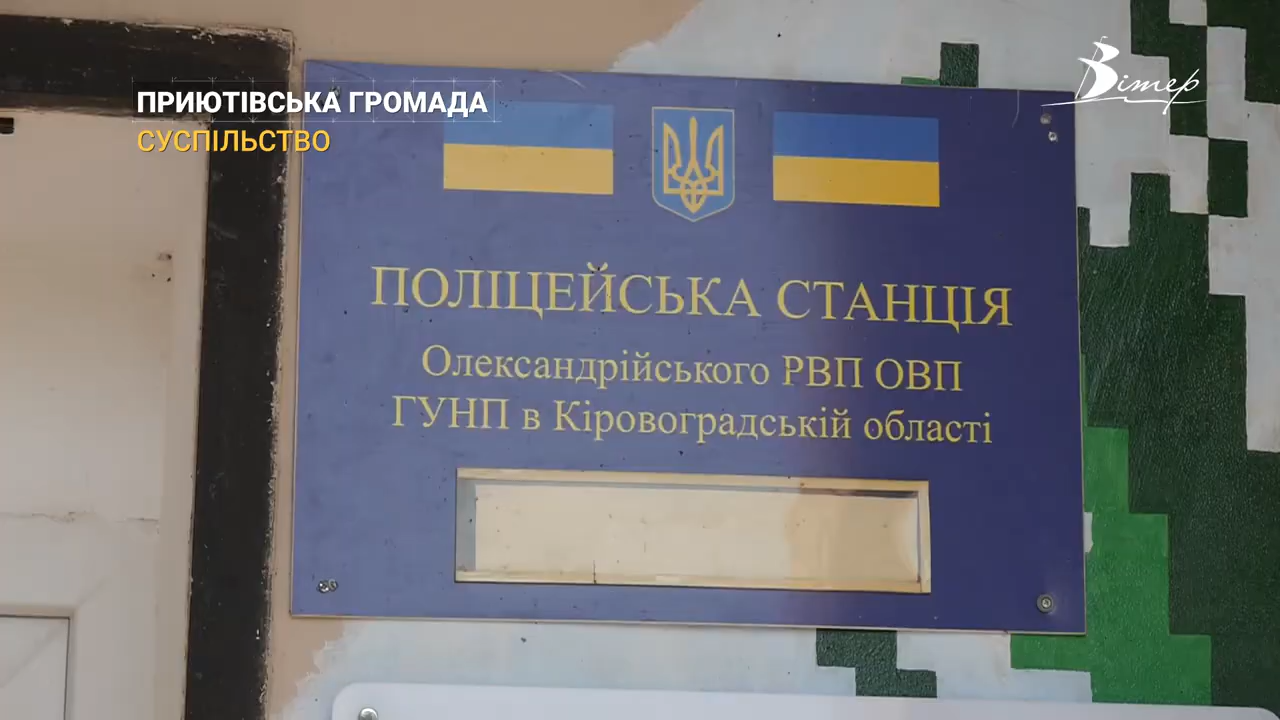 ПРИЮТІВСЬКА ГРОМАДА
СУСПІЛЬСТВО
Вітер
ПОЛІЦЕЙСЬКА СТАНЦІЯ
Олександрійського РВП ОВП
ГУНП в Кіровоградській області